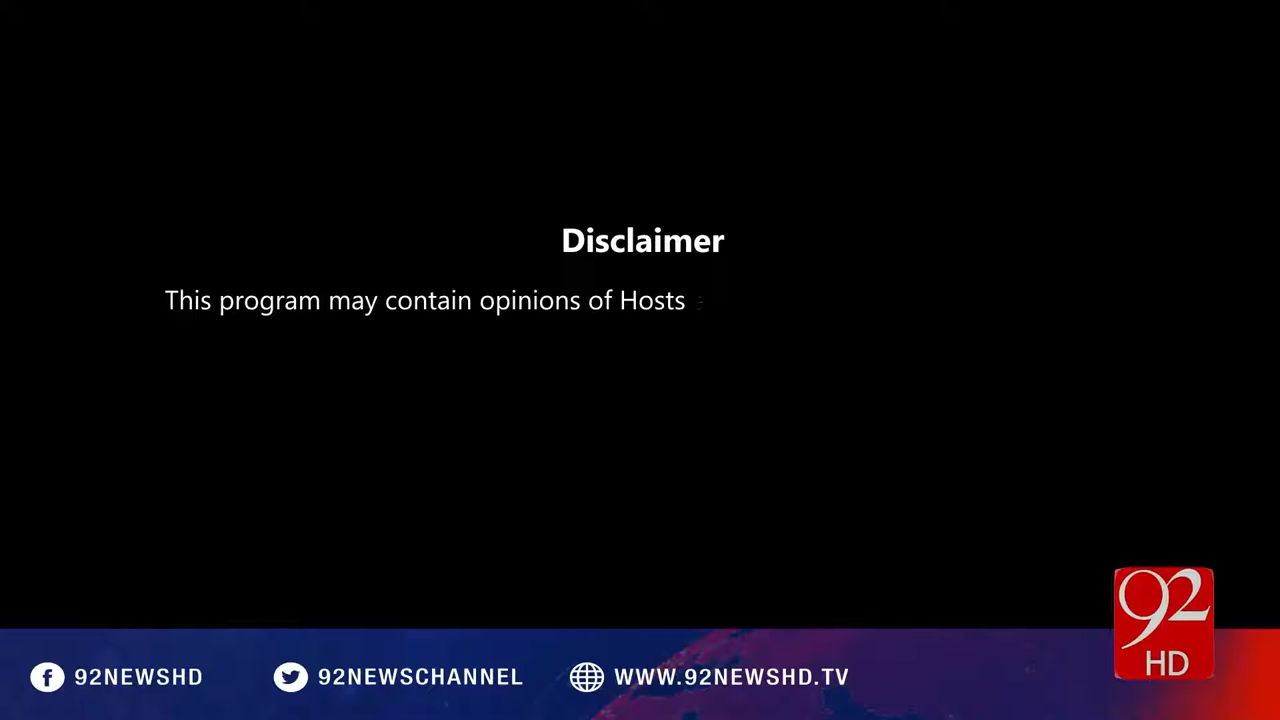 Disclaimer
This program may contain opinions of Hosts
92
HD
f 92NEWSHD
92NEWSCHANNEL
WWW.92NEWSHD.TV